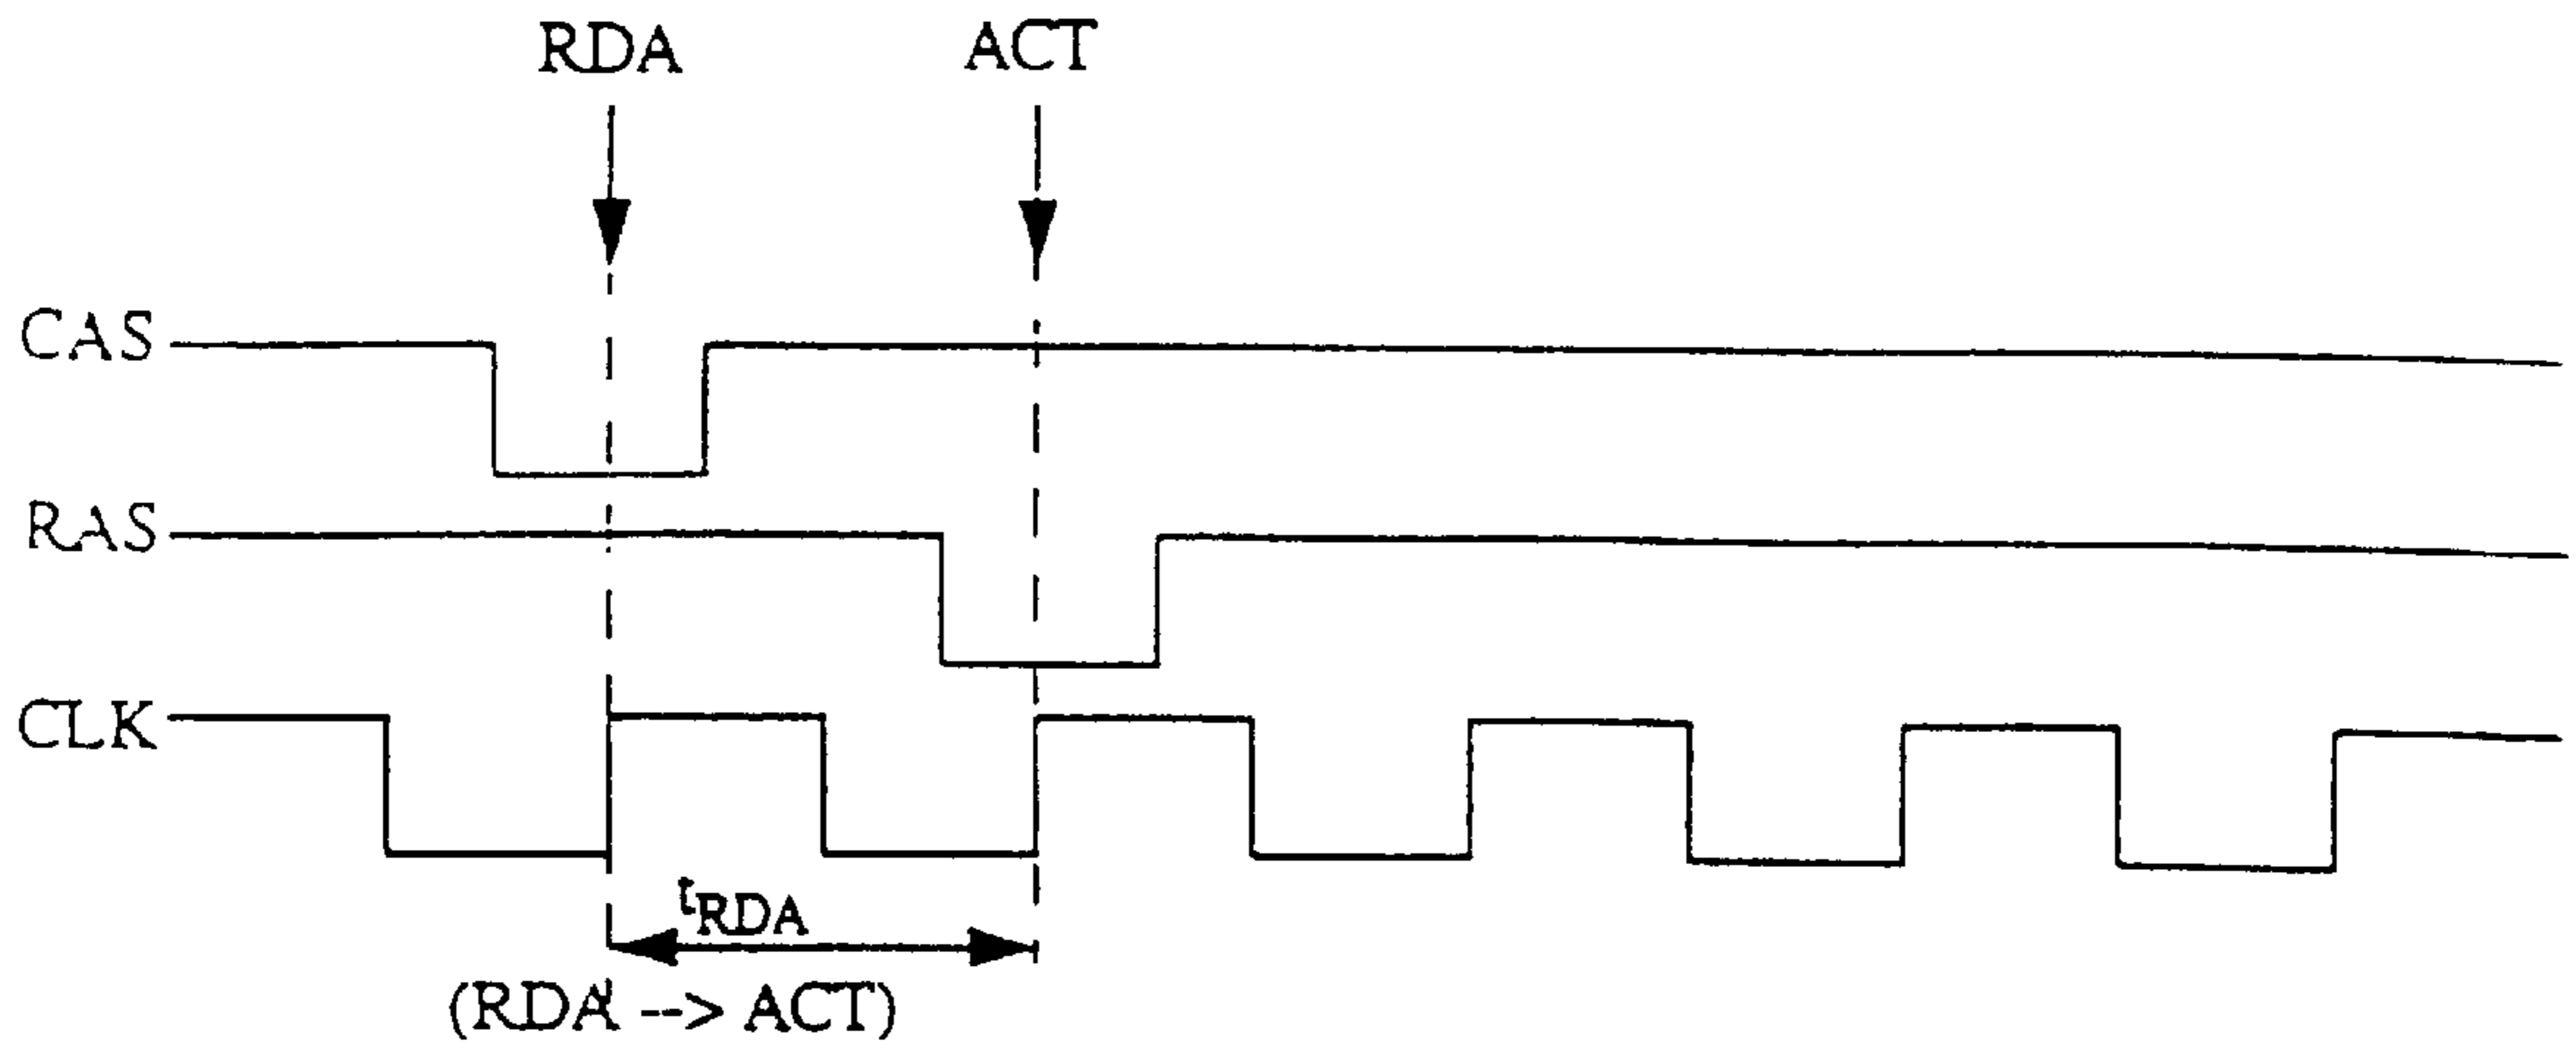 RDA ACT
CAS
RAS
CLK
tRDA
(RDA --> ACT)